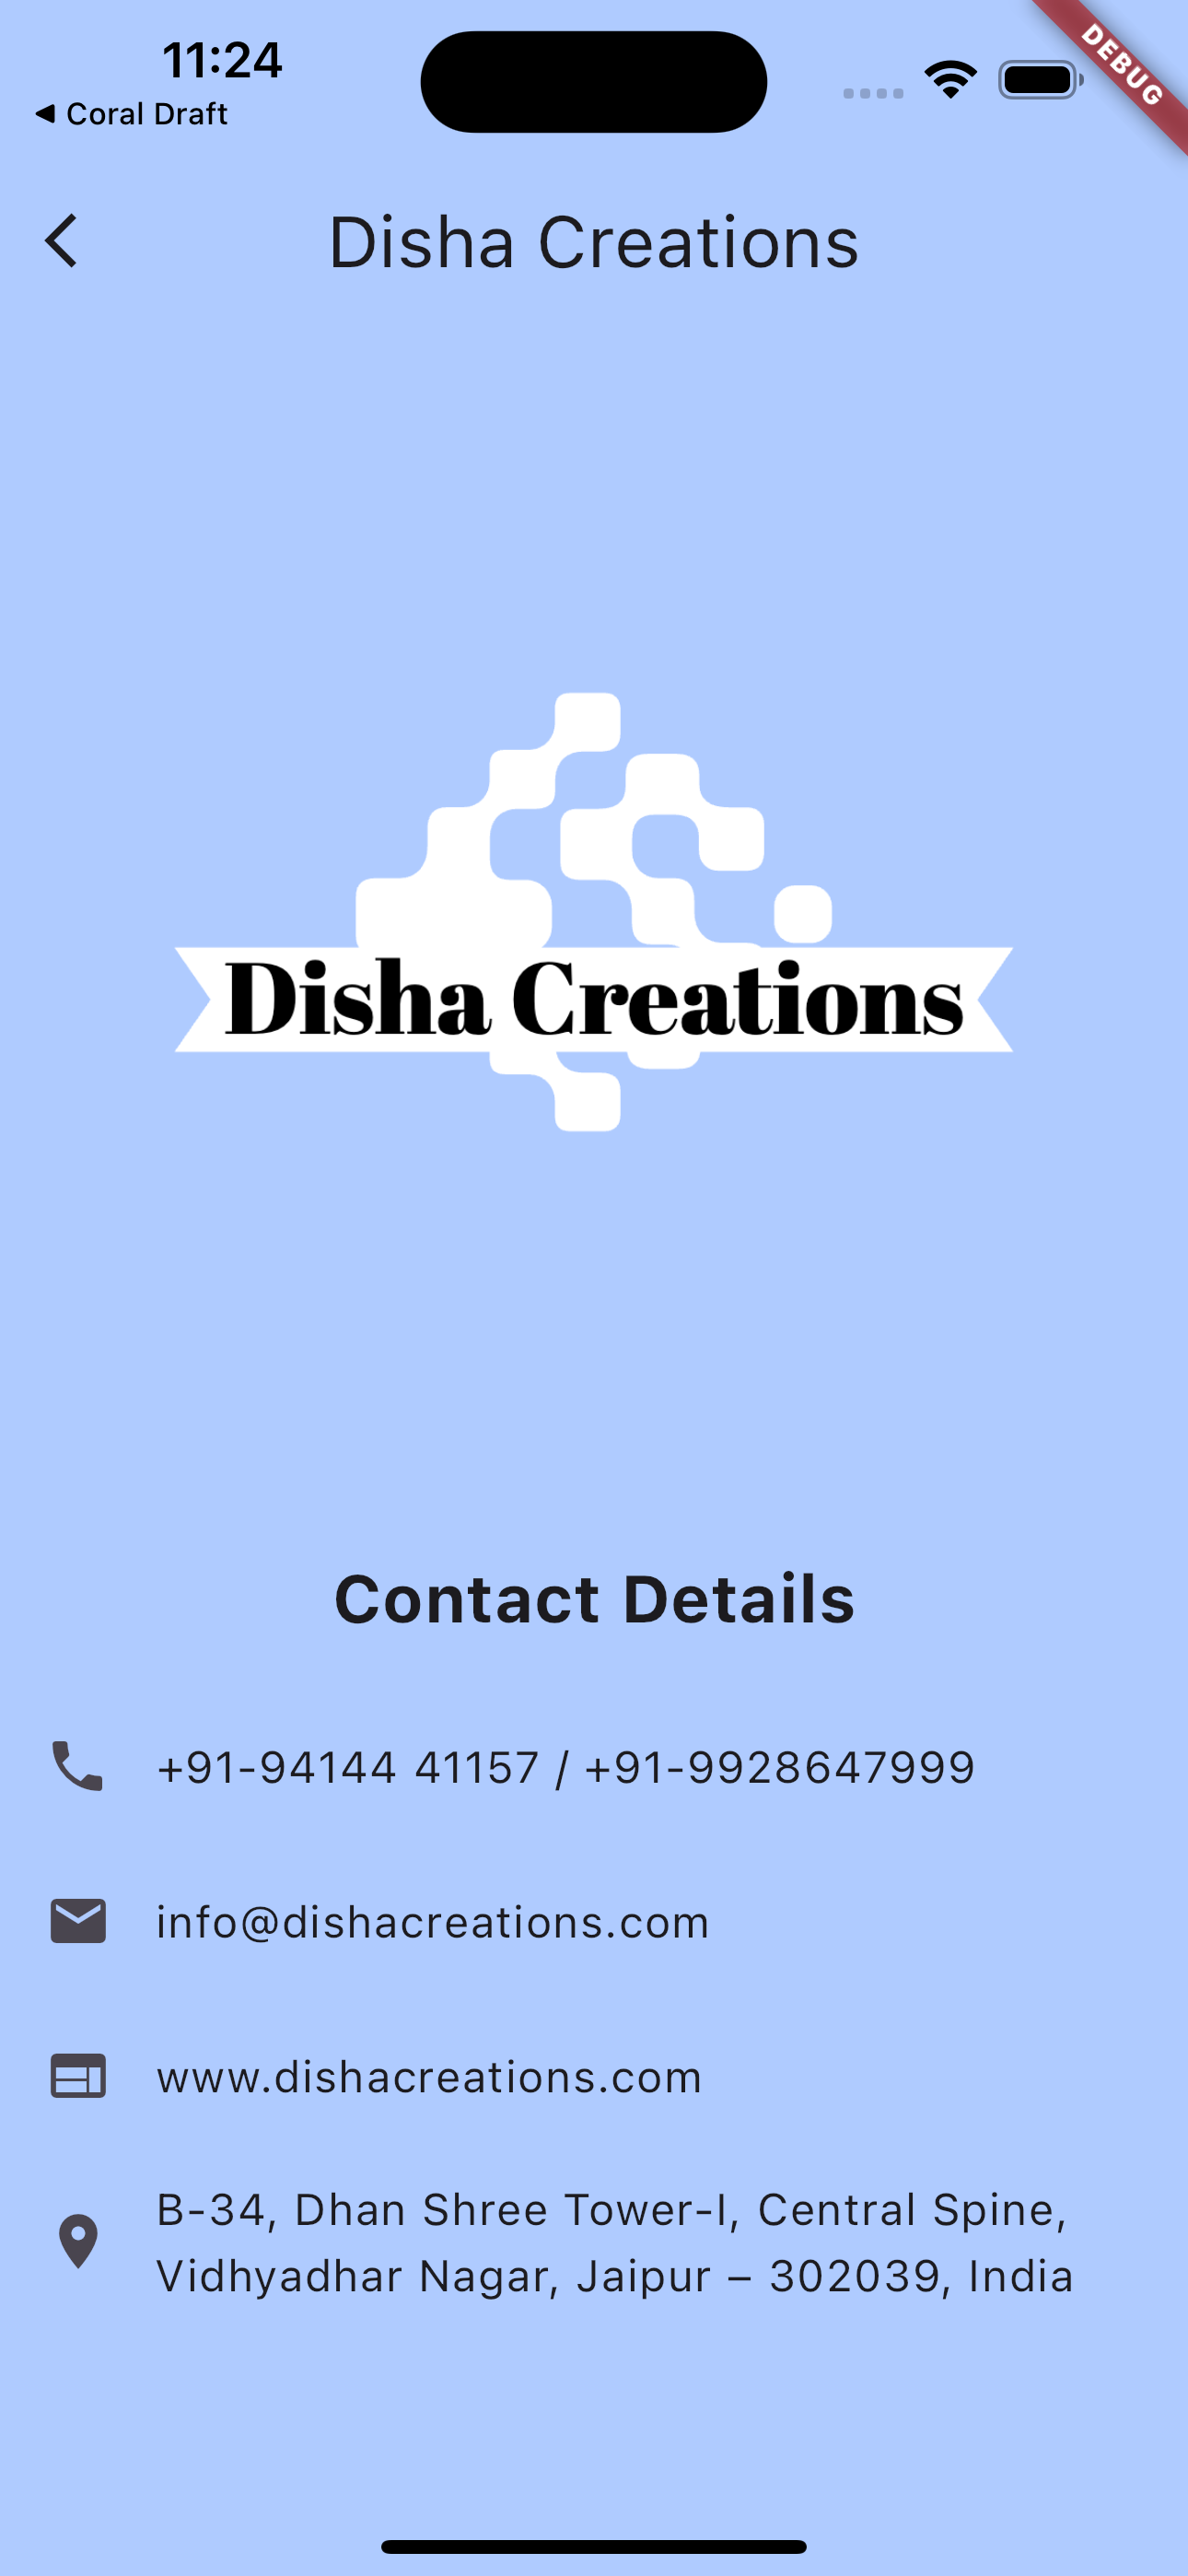 11:24
DEBUG
◀ Coral Draft
Disha Creations
Disha Creations
Contact Details
+91-94144 41157 / +91-9928647999
info@dishacreations.com
www.dishacreations.com
B-34, Dhan Shree Tower-I, Central Spine,
Vidhyadhar Nagar, Jaipur – 302039, India